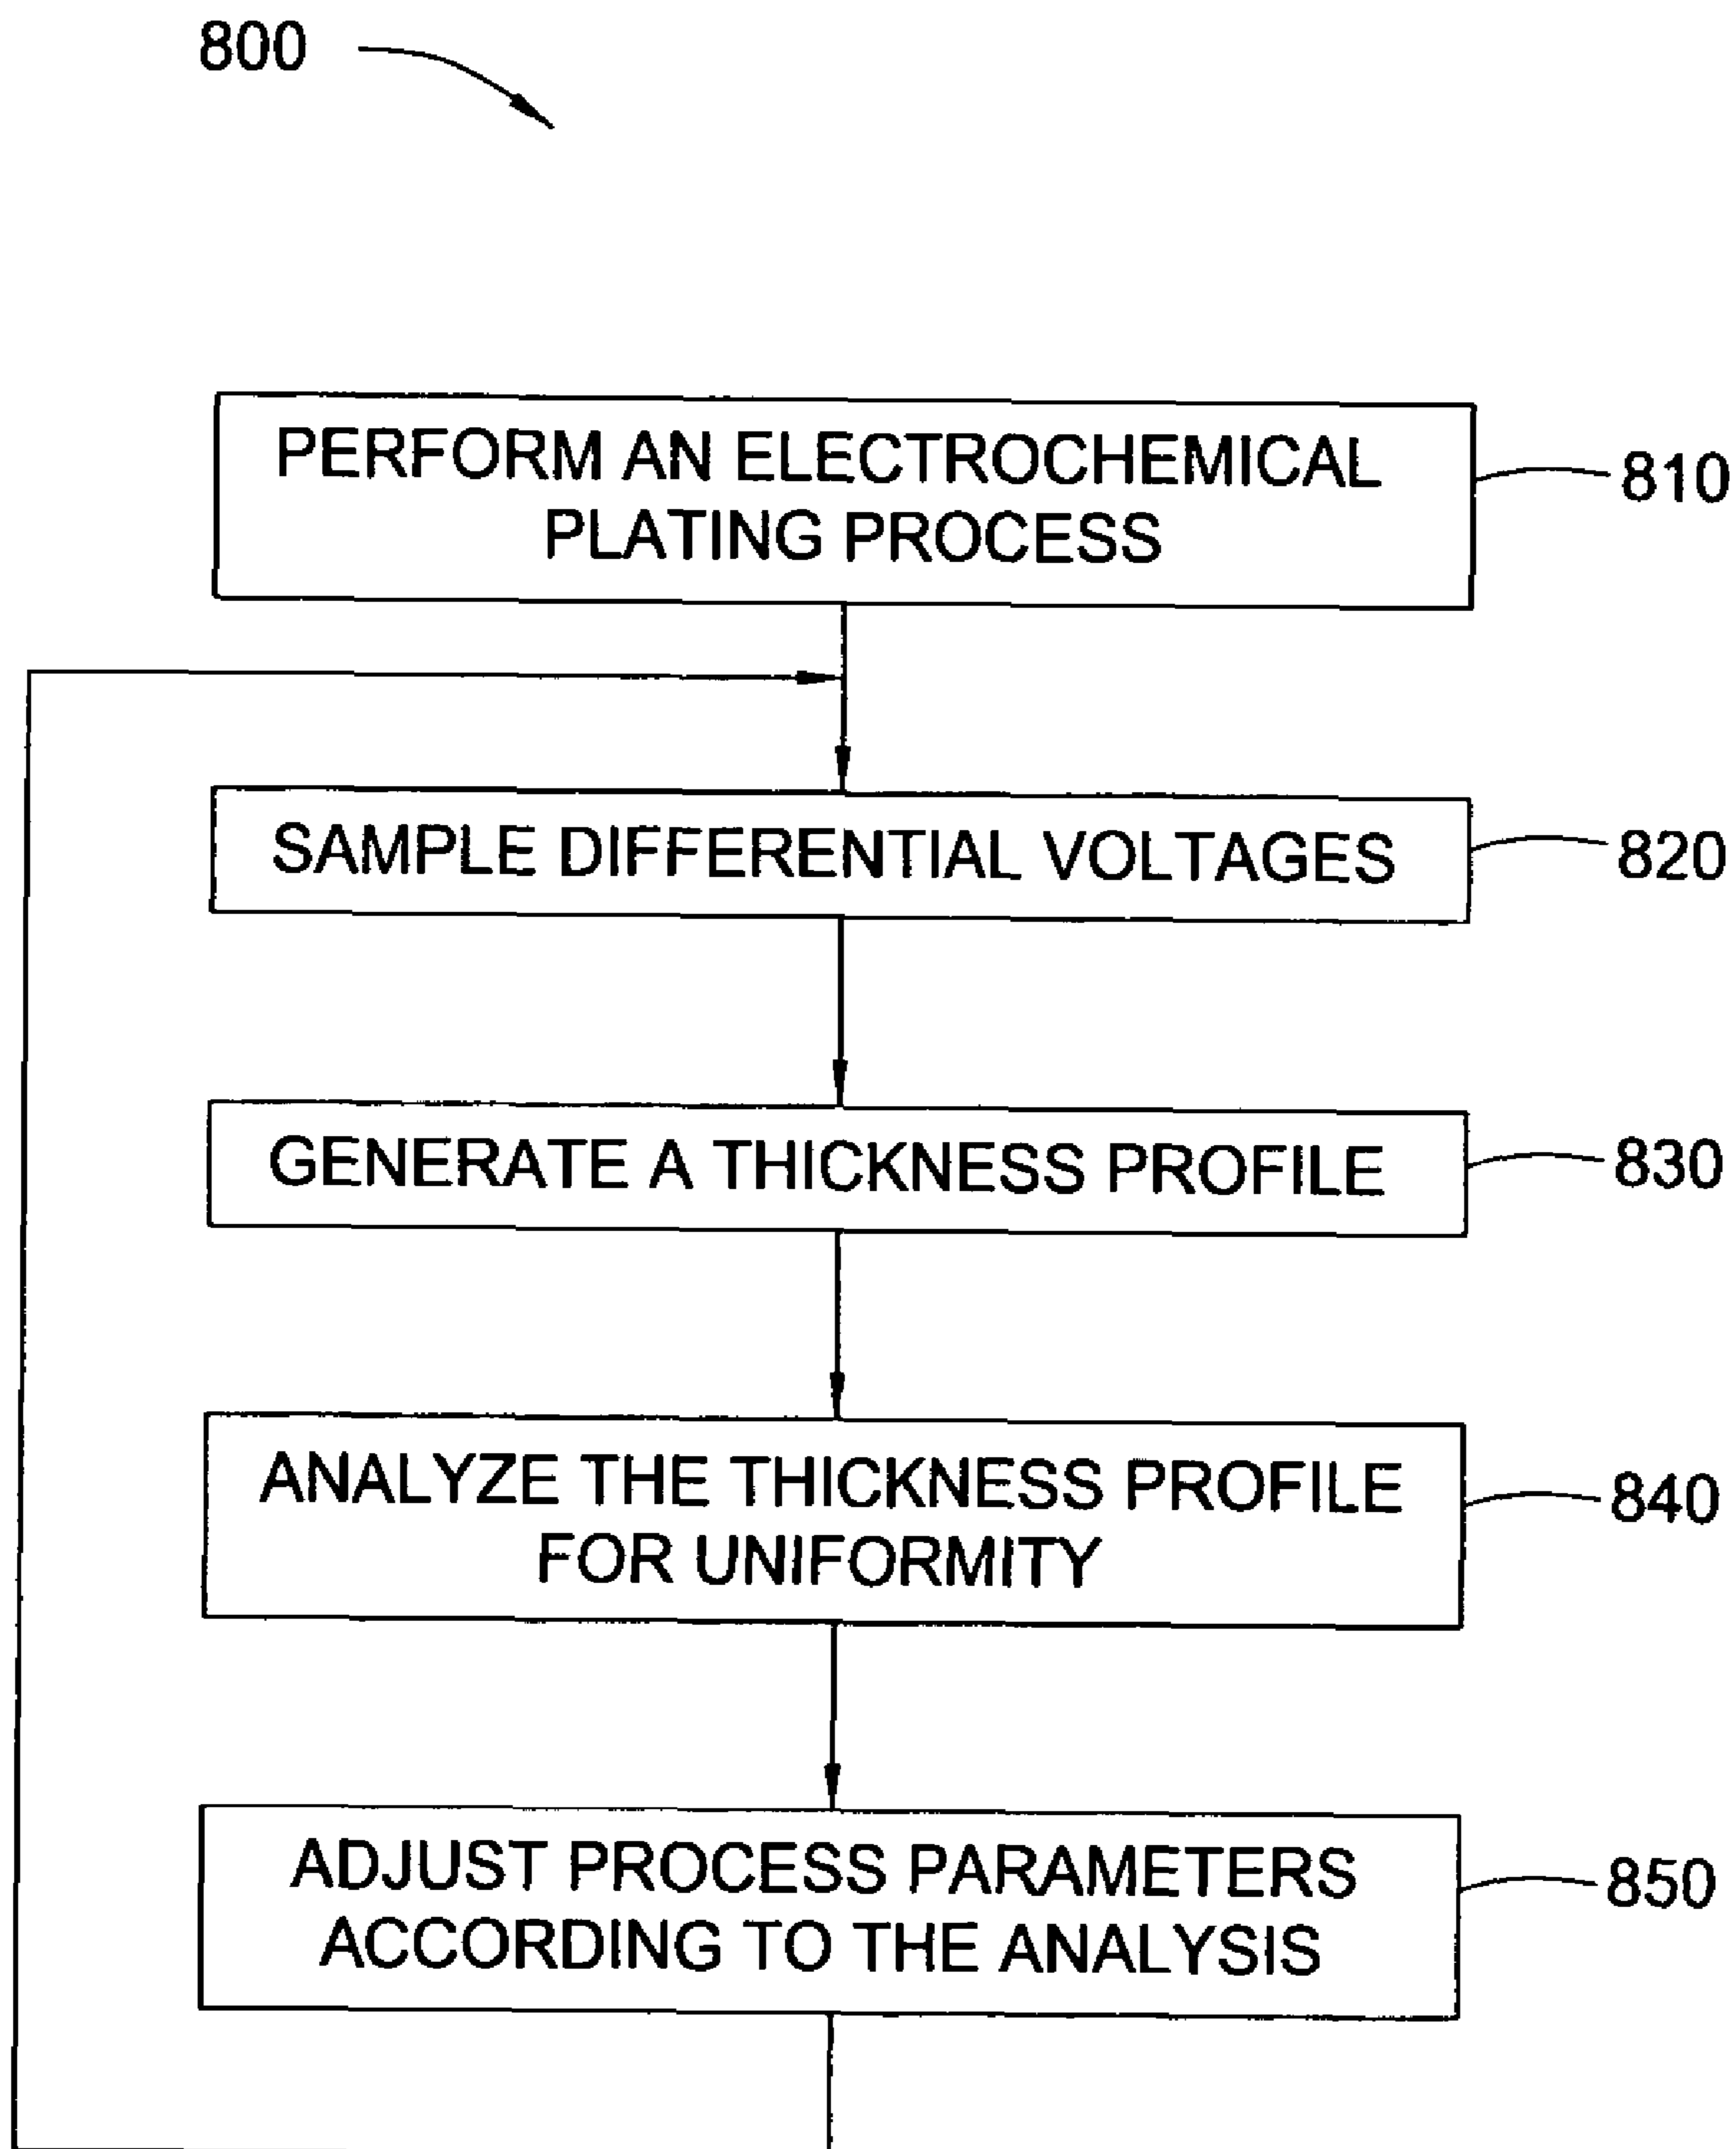 800
PERFORM AN ELECTROCHEMICAL
PLATING PROCESS
810
SAMPLE DIFFERENTIAL VOLTAGES
820
GENERATE A THICKNESS PROFILE
830
ANALYZE THE THICKNESS PROFILE
FOR UNIFORMITY
840
ADJUST PROCESS PARAMETERS
ACCORDING TO THE ANALYSIS
850